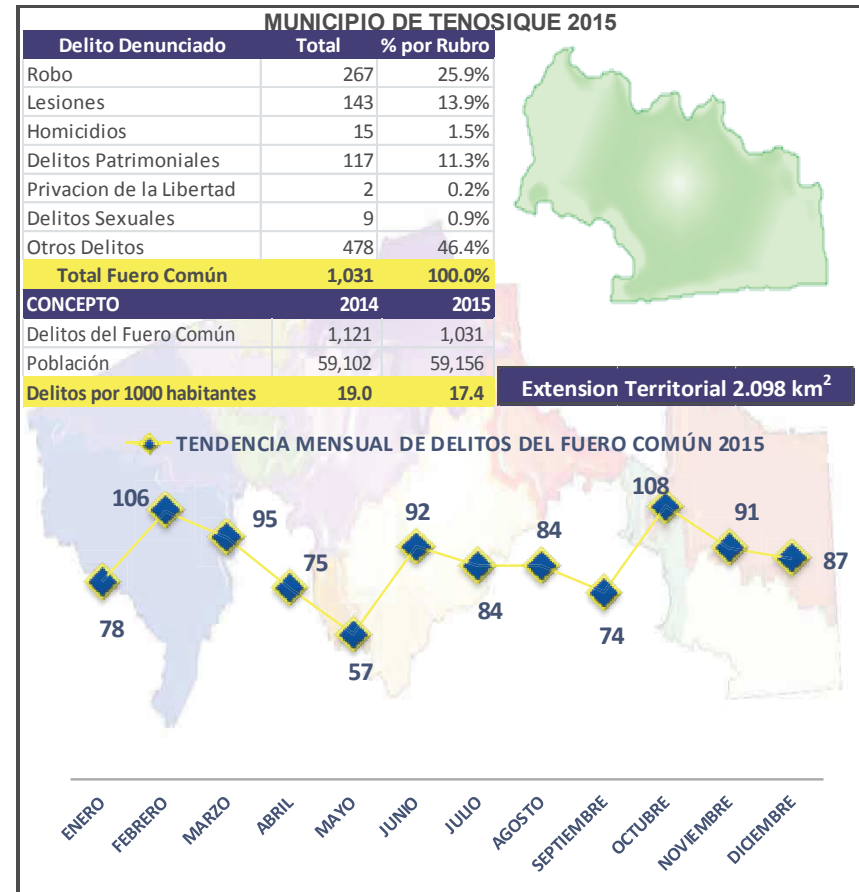 MUNICIPIO DE TENOSIQUE 2015
Delito Denunciado Total % por Rubro
Robo 267 25.9%
Lesiones 143 13.9%
Homicidios 15 1.5%
Delitos Patrimoniales 117 11.3%
Privacion de la Libertad 2 0.2%
Delitos Sexuales 9 0.9%
Otros Delitos 478 46.4%
Total Fuero Común 1,031 100.0%
CONCEPTO 2014 2015
Delitos del Fuero Común 1,121 1,031
Población 59,102 59,156
Delitos por 1000 habitantes 19.0 17.4
Extension Territorial 2.098 km²
TENDENCIA MENSUAL DE DELITOS DEL FUERO COMÚN 2015
78 106 95 75 57 92 84 84 74 108 91 87
ENERO FEBRERO MARZO ABRIL MAYO JUNIO JULIO AGOSTO SEPTIEMBRE OCTUBRE NOVIEMBRE DICIEMBRE